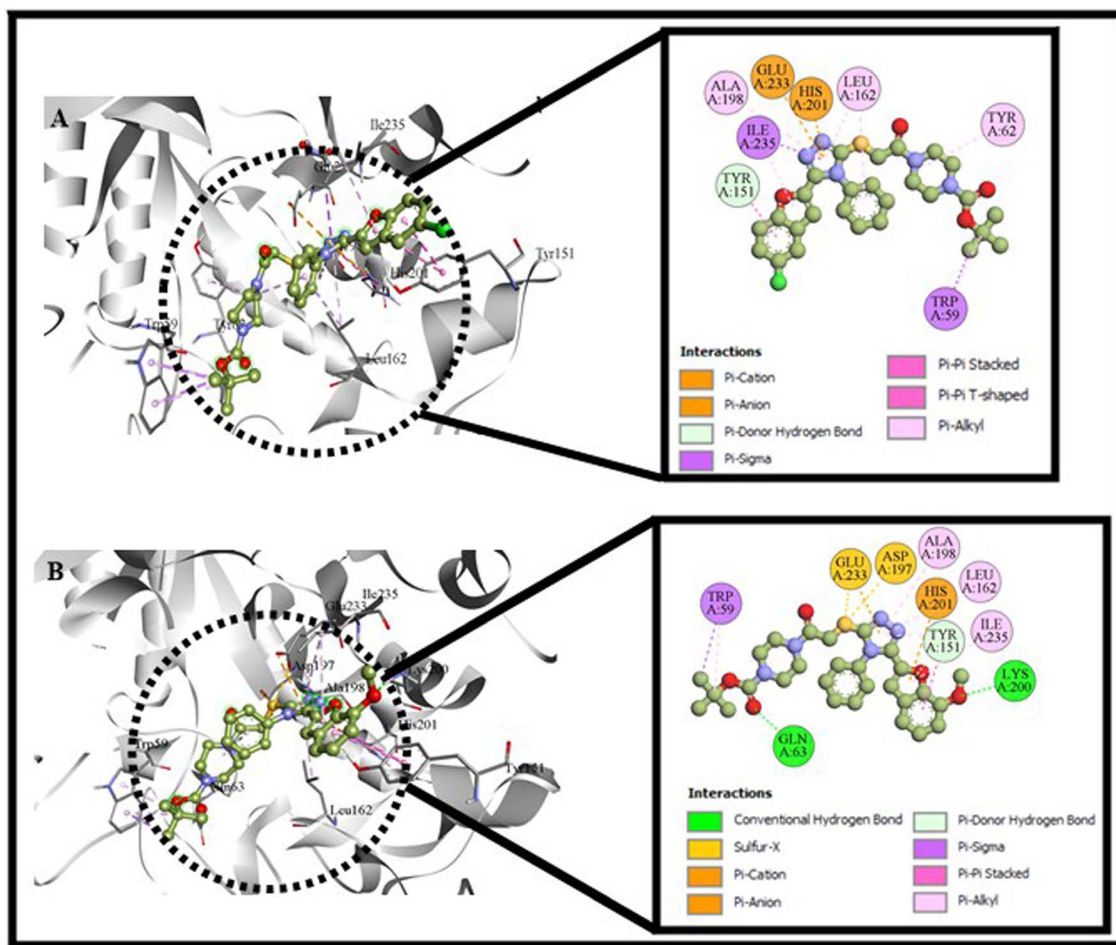 A
Ile235
Tyr151
His201
Trp59
Leu162
GLU
A:233
HIS
A:201
LEU
A:162
ALA
A:198
TYR
A:62
ILE
A:235
TYR
A:151
TRP
A:59
Interactions
Pi-Cation
Pi-Anion
Pi-Donor Hydrogen Bond
Pi-Sigma
Pi-Pi Stacked
Pi-Pi T-shaped
Pi-Alkyl
B
Ile235
Glu233
Asp197
Ala198
His201
Trp59
Tyr151
Leu162
ALA
A:198
GLU
A:233
ASP
A:197
LEU
A:162
TRP
A:59
HIS
A:201
TYR
A:151
ILE
A:235
LYS
A:200
GLN
A:63
Interactions
Conventional Hydrogen Bond
Sulfur-X
Pi-Cation
Pi-Anion
Pi-Donor Hydrogen Bond
Pi-Sigma
Pi-Pi Stacked
Pi-Alkyl